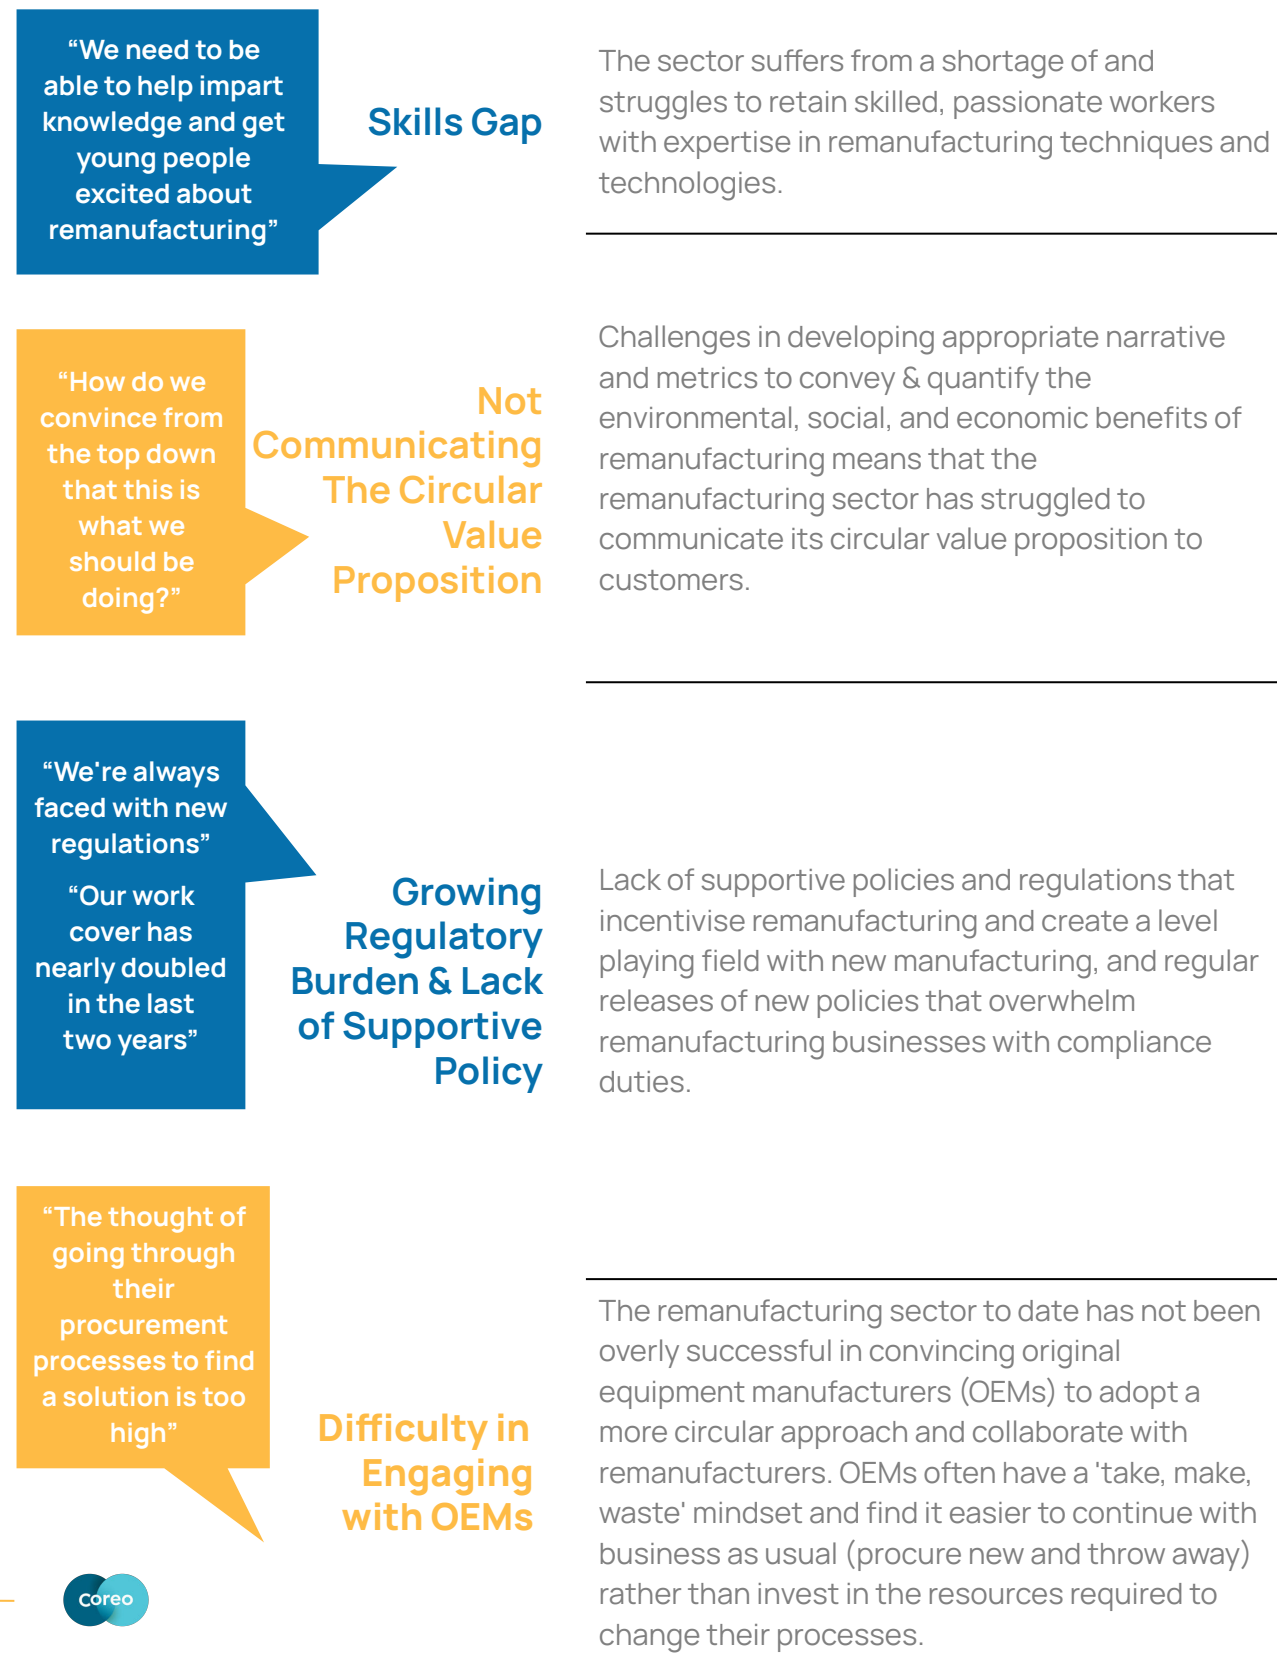 “We need to be
able to help impart
knowledge and get
young people
excited about
remanufacturing”
Skills Gap
The sector suffers from a shortage of and
struggles to retain skilled, passionate workers
with expertise in remanufacturing techniques and
technologies.
“How do we
convince from
the top down
that this is
what we
should be
doing?”
Not
Communicating
The Circular
Value
Proposition
Challenges in developing appropriate narrative
and metrics to convey & quantify the
environmental, social, and economic benefits of
remanufacturing means that the
remanufacturing sector has struggled to
communicate its circular value proposition to
customers.
“We're always
faced with new
regulations”
“Our work
cover has
nearly doubled
in the last
two years”
Growing
Regulatory
Burden & Lack
of Supportive
Policy
Lack of supportive policies and regulations that
incentivise remanufacturing and create a level
playing field with new manufacturing, and regular
releases of new policies that overwhelm
remanufacturing businesses with compliance
duties.
“The thought of
going through
their
procurement
processes to find
a solution is too
high”
Difficulty in
Engaging
with OEMs
The remanufacturing sector to date has not been
overly successful in convincing original
equipment manufacturers (OEMs) to adopt a
more circular approach and collaborate with
remanufacturers. OEMs often have a 'take, make,
waste' mindset and find it easier to continue with
business as usual (procure new and throw away)
rather than invest in the resources required to
change their processes.
Coreo